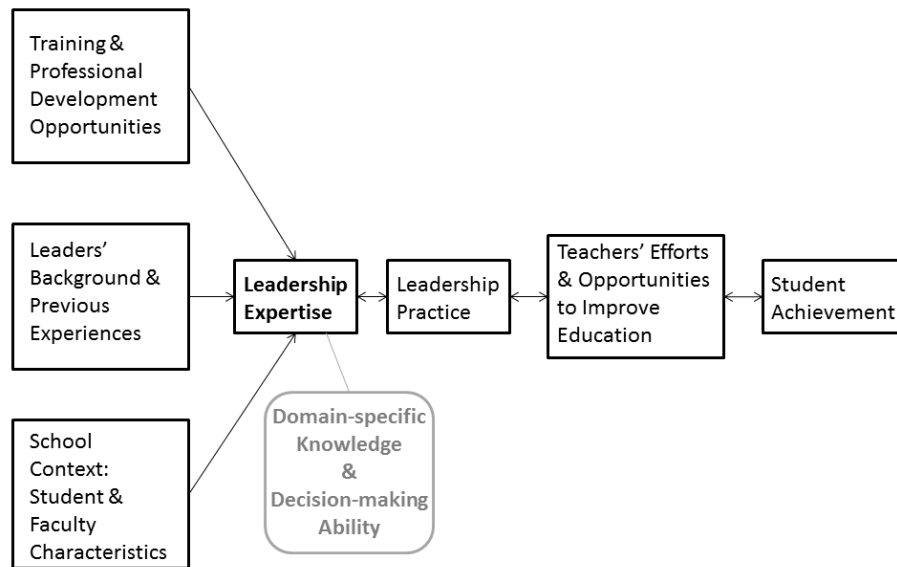 Training &
Professional
Development
Opportunities
Leaders’
Background &
Previous
Experiences
Leadership
Expertise
Leadership
Practice
Teachers’ Efforts
& Opportunities
to Improve
Education
Student
Achievement
Domain-specific
Knowledge
&
Decision-making
Ability
School
Context:
Student &
Faculty
Characteristics